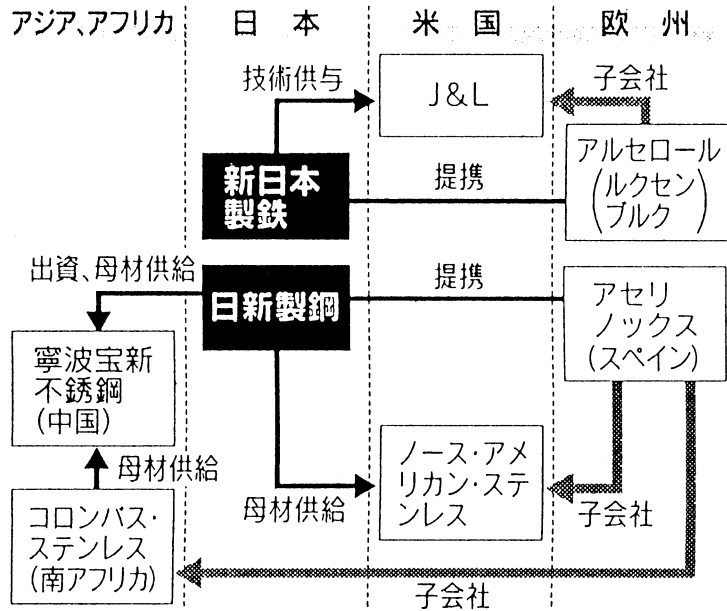 アジア、アフリカ
日本
米国
欧州
技術供与
J&L
子会社
新日本
製鉄
提携
アルセロール
(ルクセン
ブルク)
出資、母材供給
日新製鋼
提携
アセリ
ノックス
(スペイン)
寧波宝新
不銹鋼
(中国)
母材供給
母材供給
ノース・アメ
リカン・ステ
ンレス
子会社
コロンバス・
ステンレス
(南アフリカ)
子会社